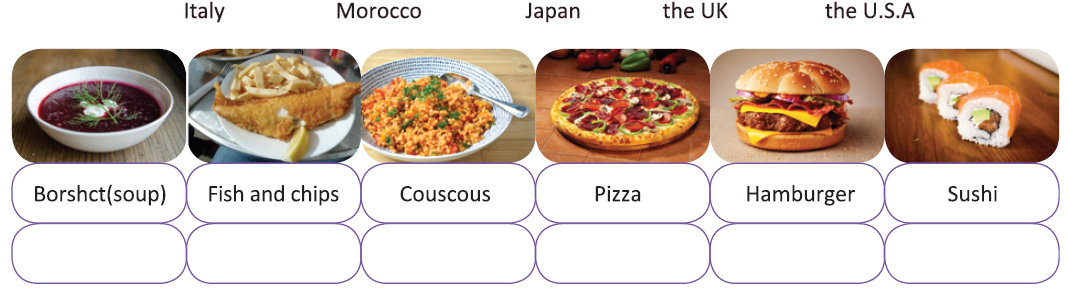 Italy Morocco Japan the UK the U.S.A
Borshct(soup) Fish and chips Couscous Pizza Hamburger Sushi